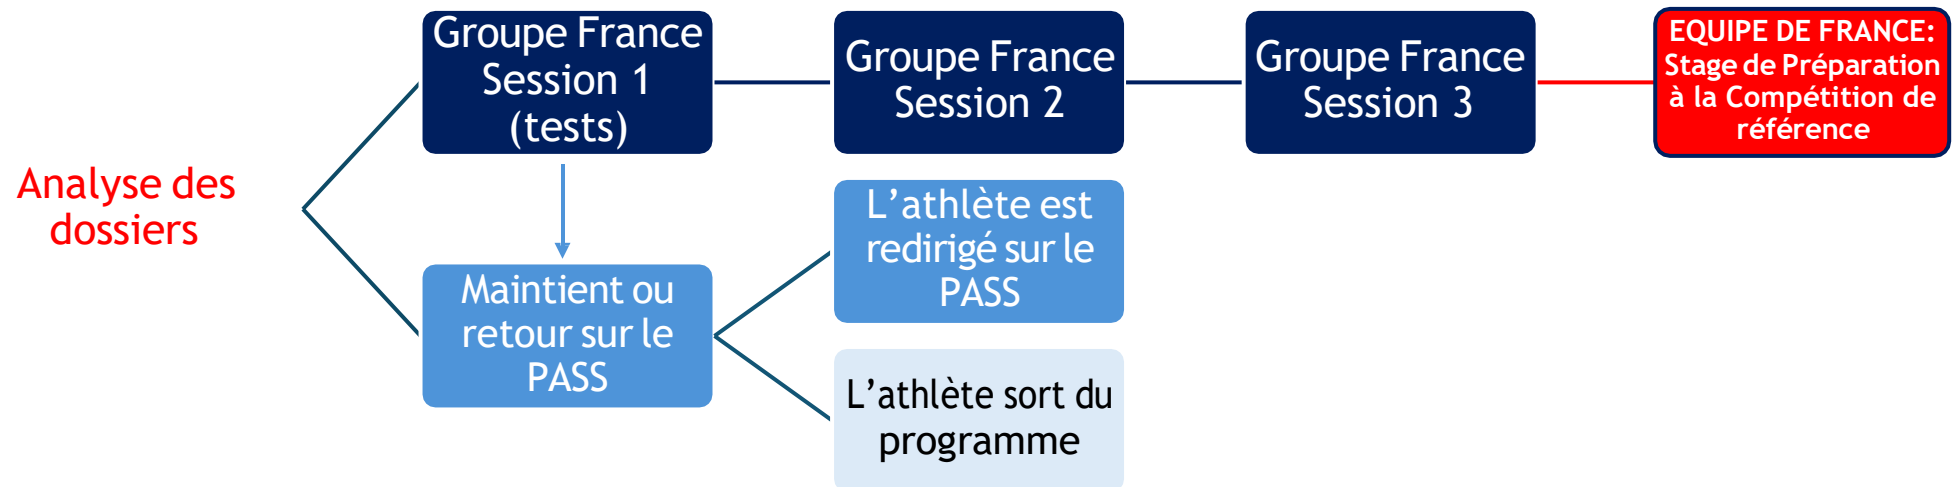 Analyse des
dossiers
Groupe France
Session 1
(tests)
Groupe France
Session 2
Groupe France
Session 3
EQUIPE DE FRANCE:
Stage de Préparation
à la Compétition de
référence
Maintient ou
retour sur le
PASS
L’athlète est
redirigé sur le
PASS
L’athlète sort du
programme